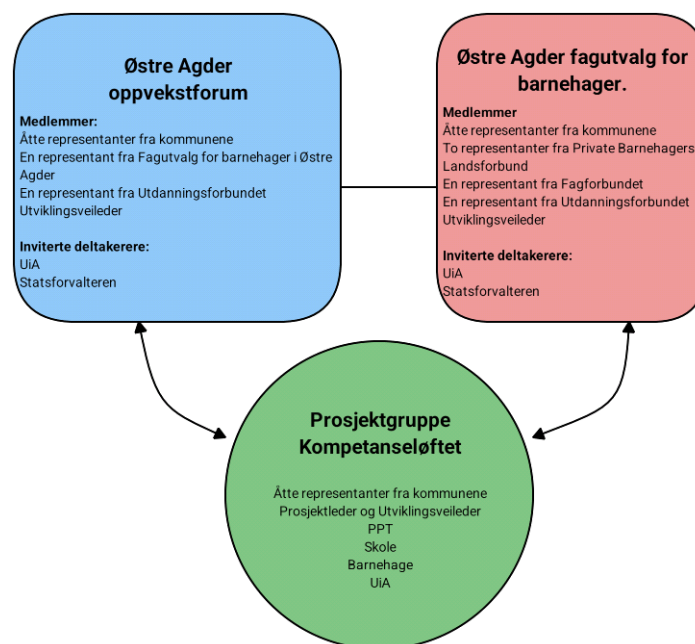 Østre Agder
oppvekstforum
Medlemmer:
Åtte representanter fra kommunene
En representant fra Fagutvalg for barnehager i Østre
Agder
En representant fra Utdanningsforbundet
Utviklingsveileder
Inviterte deltakerere:
UiA
Statsforvalteren
Østre Agder fagutvalg for
barnehager.
Medlemmer
Åtte representanter fra kommunene
To representanter fra Private Barnehagers
Landsforbund
En representant fra Fagforbundet
En representant fra Utdanningsforbundet
Utviklingsveileder
Inviterte deltakerere:
UiA
Statsforvalteren
Prosjektgruppe
Kompetanseløftet
Åtte representanter fra kommunene
Prosjektleder og Utviklingsveileder
PPT
Skole
Barnehage
UiA